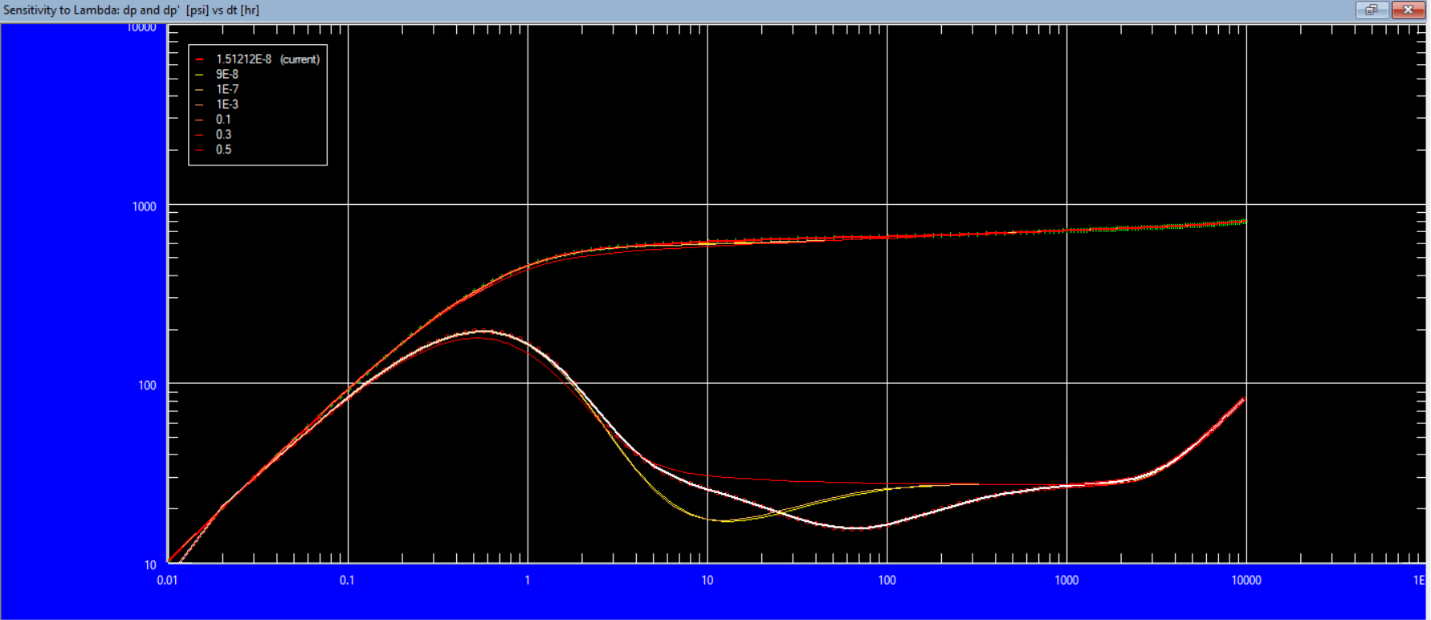 Sensitivity to Lambda: dp and dp' [psi] vs dt [hr]
10000
1.51212E-8 (current)
9E-8
1E-7
1E-3
0.1
0.3
0.5
1000
100
10
0.01 0.1 1 10 100 1000 10000 1E